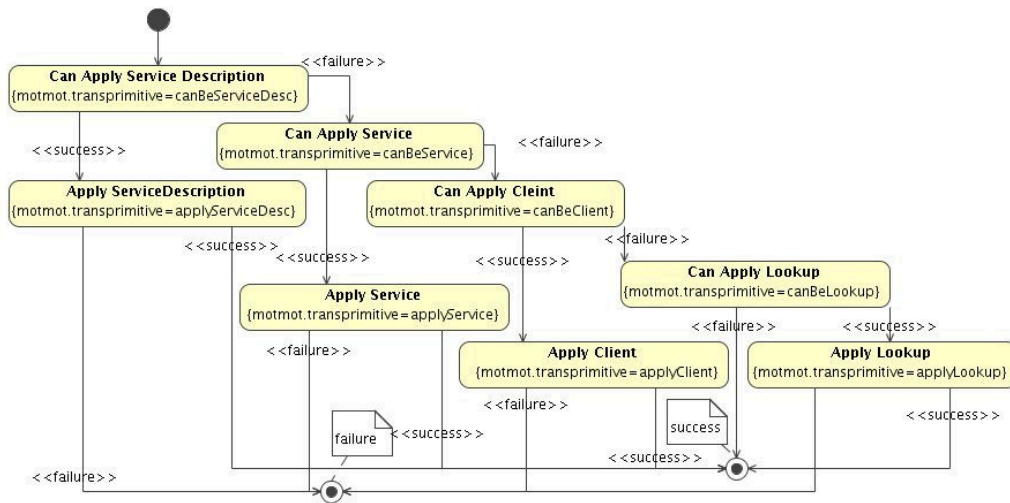 <<failure>>
Can Apply Service Description
{motmot.transprimitive=canBeServiceDesc}
Can Apply Service
{motmot.transprimitive=canBeService}
<<failure>>
<<success>>
Apply ServiceDescription
{motmot.transprimitive=applyServiceDesc}
Can Apply Cleint
{motmot.transprimitive=canBeClient}
<<success>>
<<failure>>
<<success>>
<<success>>
Can Apply Lookup
{motmot.transprimitive=canBeLookup}
Apply Service
{motmot.transprimitive=applyService}
<<failure>>
<<success>>
<<failure>>
Apply Client
{motmot.transprimitive=applyClient}
Apply Lookup
{motmot.transprimitive=applyLookup}
<<failure>>
<<success>>
failure
<<success>>
success
<<success>>
<<failure>>